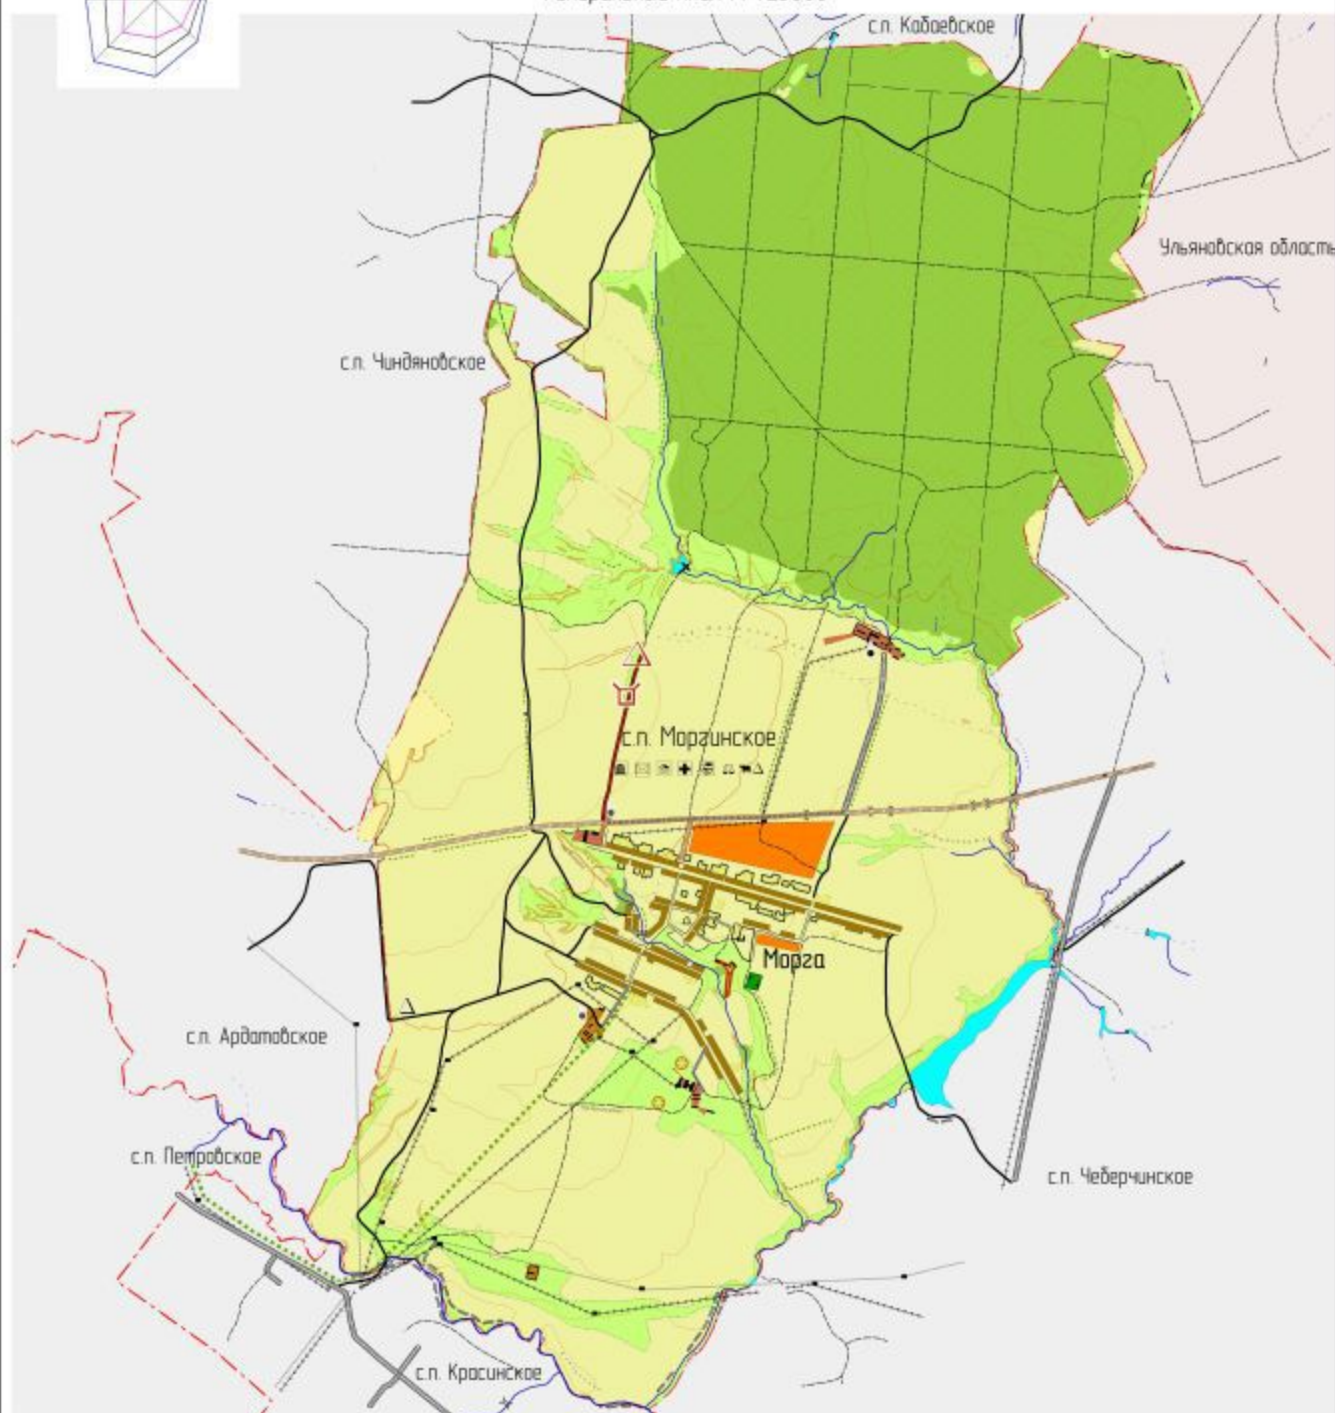 с.п. Кабаевское
Ульяновская область
с.п. Чиндяновское
с.п. Моргинское
Морга
с.п. Ардатовское
с.п. Петровское
с.п. Чеберчинское
с.п. Красинское